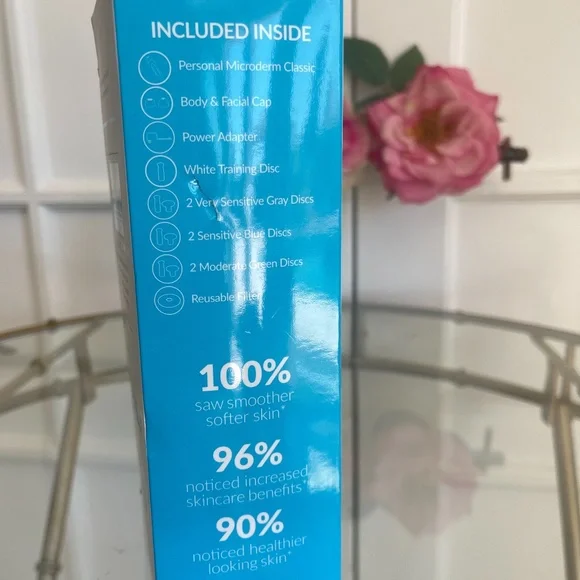 INCLUDED INSIDE
Personal Microderm Classic
Body & Facial Cap
Power Adapter
White Training Disc
2 Very Sensitive Gray Discs
2 Sensitive Blue Discs
2 Moderate Green Discs
Reusable Filter
100%
saw smoother
softer skin*
96%
noticed increased
skincare benefits*
90%
noticed healthier
looking skin*